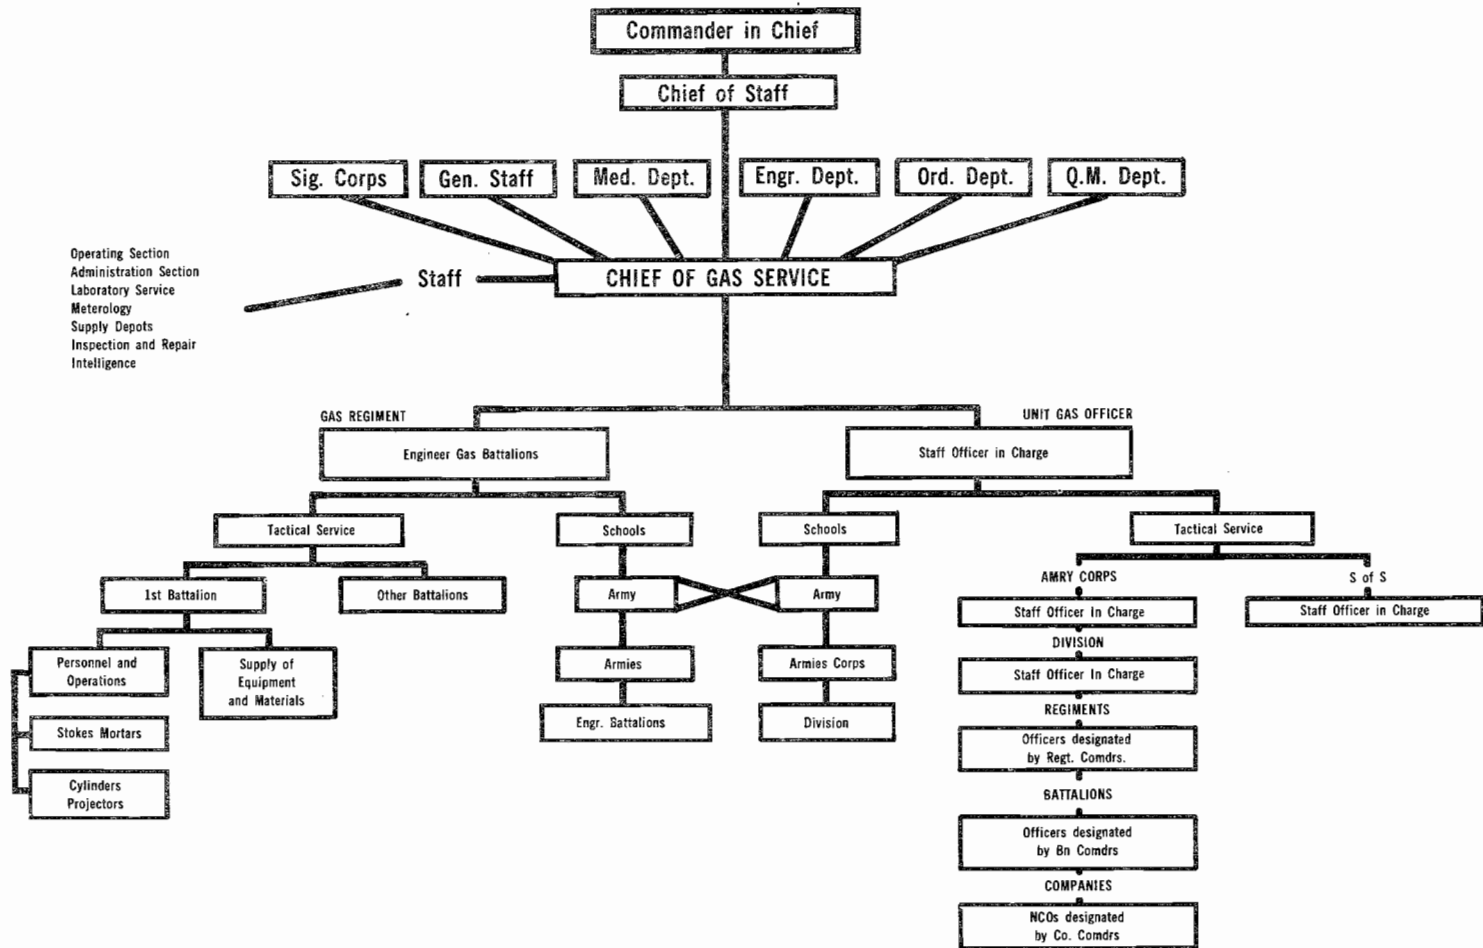 Commander in Chief
Chief of Staff
Sig. Corps
Gen. Staff
Med. Dept.
Engr. Dept.
Ord. Dept.
Q.M. Dept.
Operating Section
Administration Section
Laboratory Service
Meterology
Supply Depots
Inspection and Repair
Intelligence
Staff
CHIEF OF GAS SERVICE
GAS REGIMENT
UNIT GAS OFFICER
Engineer Gas Battalions
Staff Officer in Charge
Tactical Service
Schools
Schools
Tactical Service
1st Battalion
Other Battalions
Army
Army
AMRY CORPS
S of S
Staff Officer In Charge
Staff Officer in Charge
Personnel and
Operations
Supply of
Equipment
and Materials
Armies
Armies Corps
DIVISION
Staff Officer In Charge
Stokes Mortars
Engr. Battalions
Division
REGIMENTS
Officers designated
by Regt. Comdrs.
Cylinders
Projectors
BATTALIONS
Officers designated
by Bn Comdrs
COMPANIES
NCOs designated
by Co. Comdrs